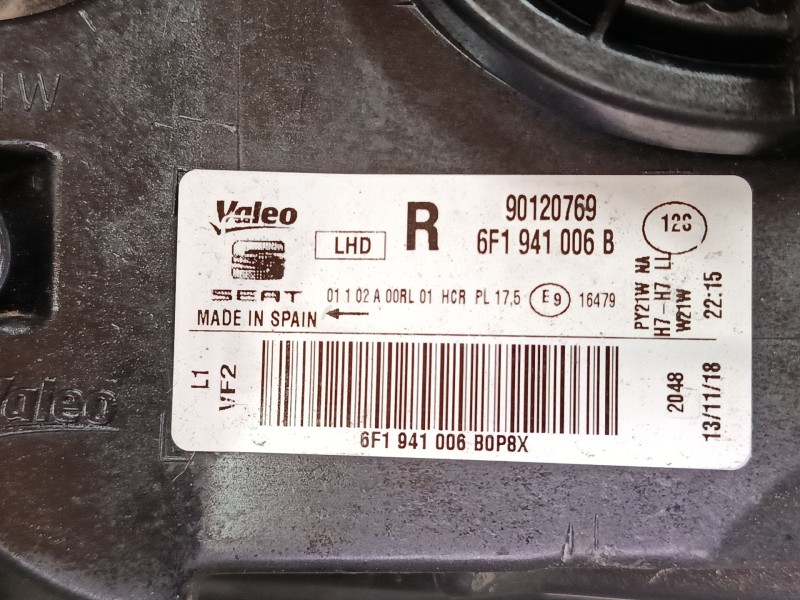 1W
Valeo
LHD
R
90120769
6F1 941 006 B
SEAT
01 1 02 A 00RL 01 HCR PL 17,5
E9
16479
MADE IN SPAIN
PY21W NA
H7-H7 LL
W21W
22:15
L1
VF2
2048
13/11/18
6F1 941 006 B0P8X
Valeo